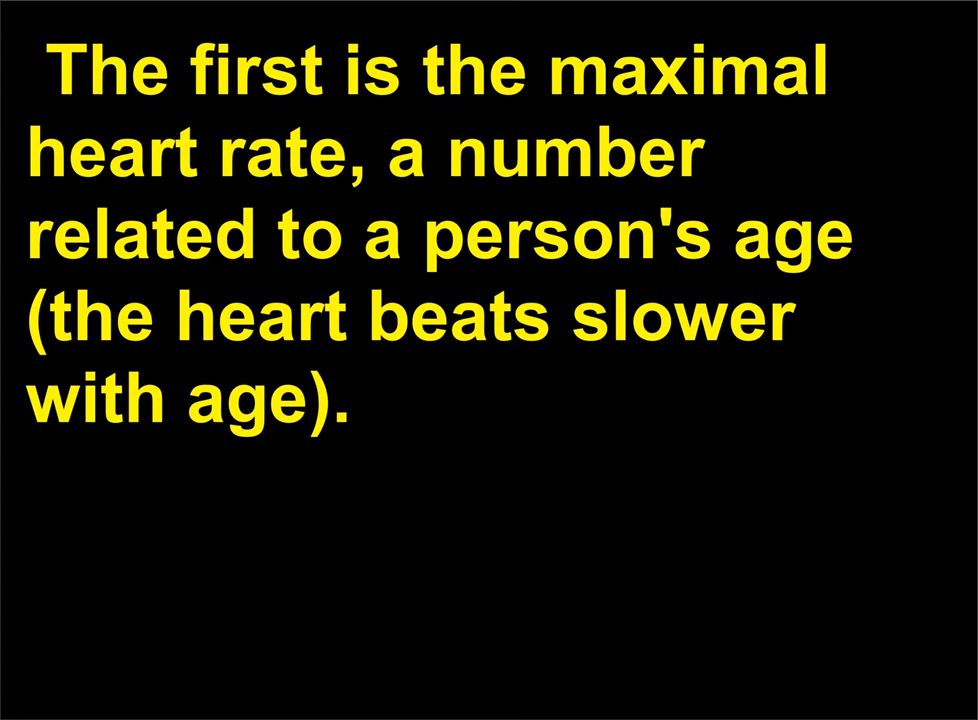 The first is the maximal
heart rate, a number
related to a person's age
(the heart beats slower
with age).